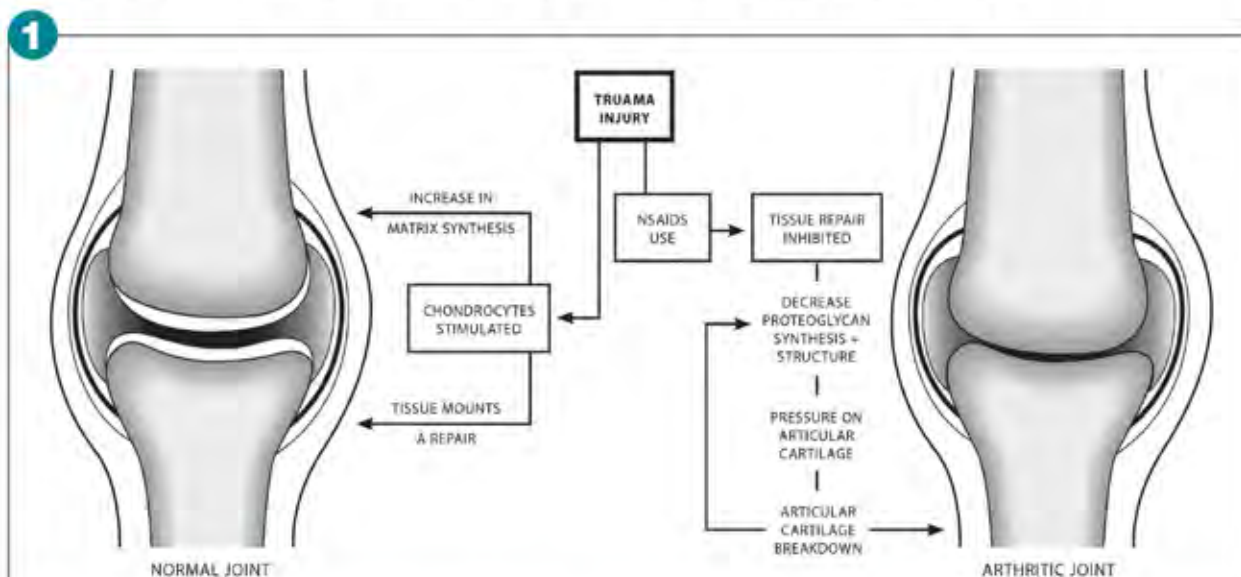 1
TRUAMA
INJURY
INCREASE IN
MATRIX SYNTHESIS
NSAIDS
USE
TISSUE REPAIR
INHIBITED
CHONDROCYTES
STIMULATED
DECREASE
PROTEOGLYCAN
SYNTHESIS +
STRUCTURE
TISSUE MOUNTS
A REPAIR
PRESSURE ON
ARTICULAR
CARTILAGE
ARTICULAR
CARTILAGE
BREAKDOWN
NORMAL JOINT
ARTHRITIC JOINT